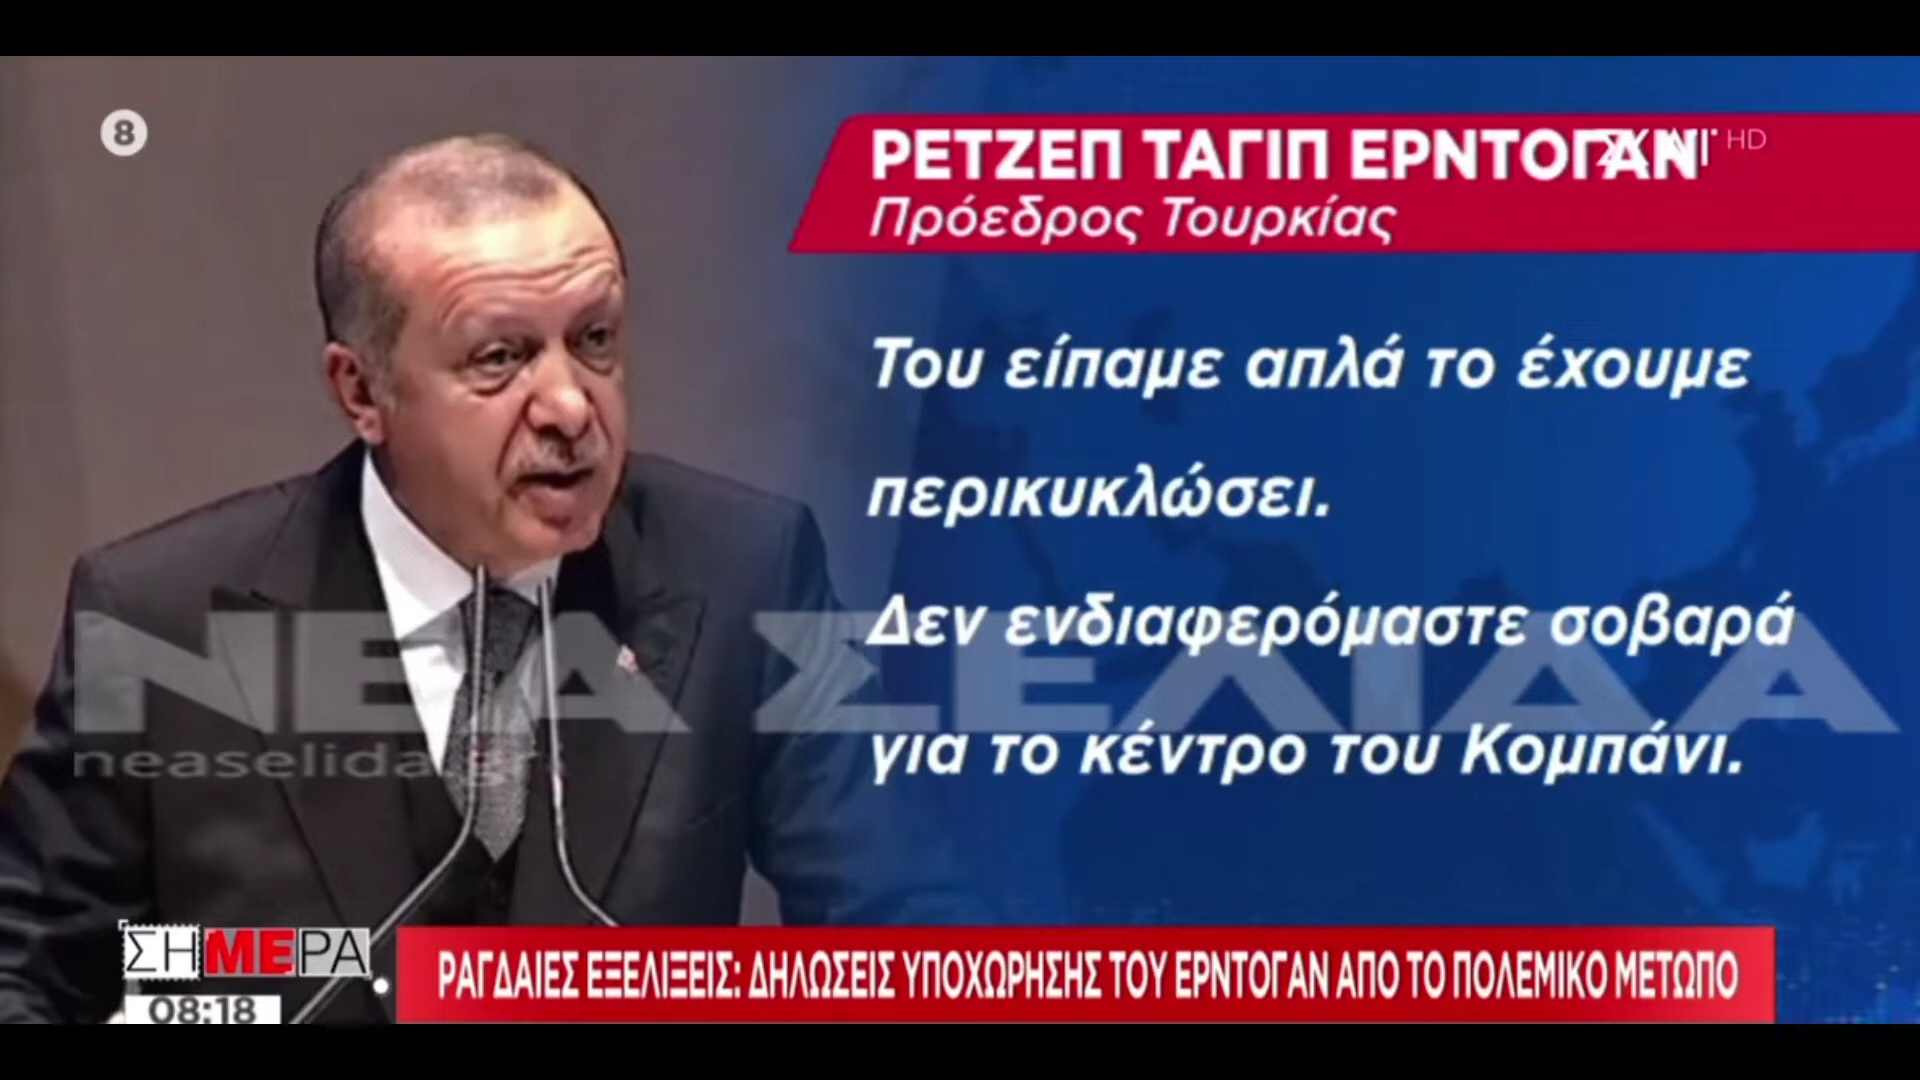 8
ΡΕΤΖΕΠ ΤΑΓΙΠ ΕΡΝΤΟΓΑΝ
HD
Πρόεδρος Τουρκίας
Του είπαμε απλά το έχουμε
περικυκλώσει.
Δεν ενδιαφερόμαστε σοβαρά
για το κέντρο του Κομπάνι.
ΝΕΑ ΣΕΛΙΔΑ
neaselida.gr
ΣΗΜΕΡΑ
08:18
ΡΑΓΔΑΙΕΣ ΕΞΕΛΙΞΕΙΣ: ΔΗΛΩΣΕΙΣ ΥΠΟΧΩΡΗΣΗΣ ΤΟΥ ΕΡΝΤΟΓΑΝ ΑΠΟ ΤΟ ΠΟΛΕΜΙΚΟ ΜΕΤΩΠΟ